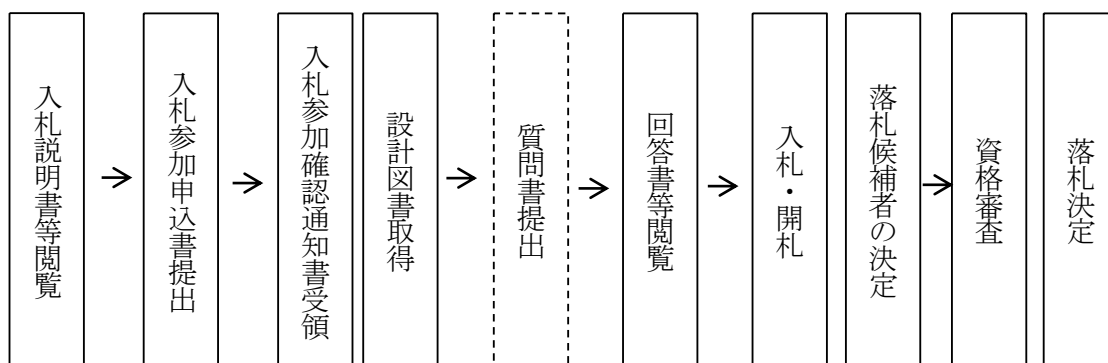 入札説明書等閲覧
入札参加申込書提出
入札参加確認通知書受領
設計図書取得
質問書提出
回答書等閲覧
入札・開札
落札候補者の決定
資格審査
落札決定